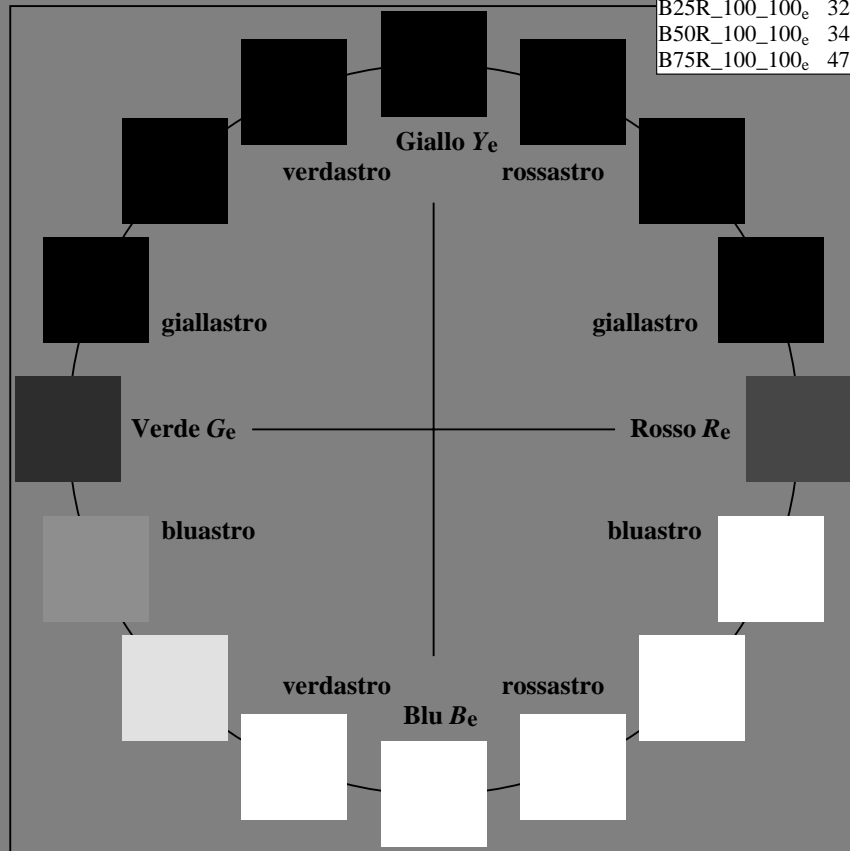 B25R_100_100e 32
B50R_100_100e 34
B75R_100_100e 47
Giallo Ye
verdastro rossastro
giallastro giallastro
Verde Ge Rosso Re
bluastro bluastro
verdastro rossastro
Blu Be